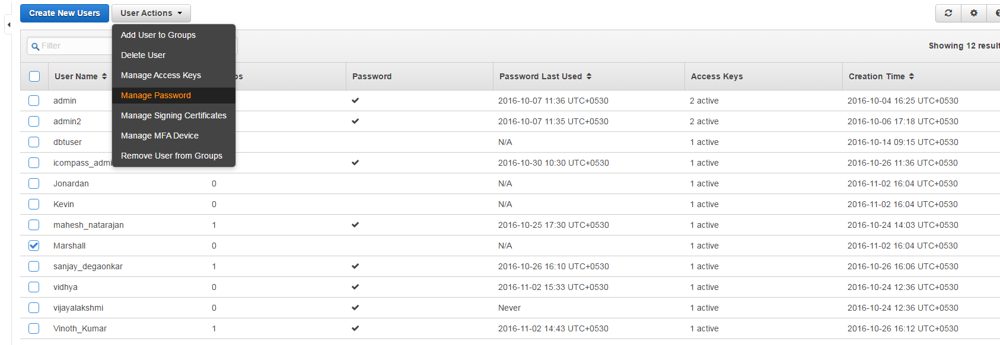 Create New Users User Actions
Add User to Groups
Filter Showing 12 result
Delete User
Manage Access Keys
User Name Password Password Last Used Access Keys Creation Time
Manage Password
admin 2016-10-07 11:36 UTC+0530 2 active 2016-10-04 16:25 UTC+0530
Manage Signing Certificates
admin2 2016-10-07 11:35 UTC+0530 2 active 2016-10-06 17:18 UTC+0530
Manage MFA Device
dbtuser N/A 1 active 2016-10-14 09:15 UTC+0530
Remove User from Groups
icompass_admi 2016-10-30 10:30 UTC+0530 1 active 2016-10-26 11:36 UTC+0530
Jonardan 0 N/A 1 active 2016-11-02 16:04 UTC+0530
Kevin 0 N/A 1 active 2016-11-02 16:04 UTC+0530
mahesh_natarajan 1 2016-10-25 17:30 UTC+0530 1 active 2016-10-24 14:03 UTC+0530
Marshall 0 N/A 1 active 2016-11-02 16:04 UTC+0530
sanjay_degaonkar 1 2016-10-26 16:10 UTC+0530 1 active 2016-10-26 16:06 UTC+0530
vidhya 0 2016-11-02 15:33 UTC+0530 1 active 2016-10-24 12:36 UTC+0530
vijayalakshmi 0 Never 1 active 2016-10-24 12:36 UTC+0530
Vinoth_Kumar 1 2016-11-02 14:43 UTC+0530 1 active 2016-10-26 16:12 UTC+0530